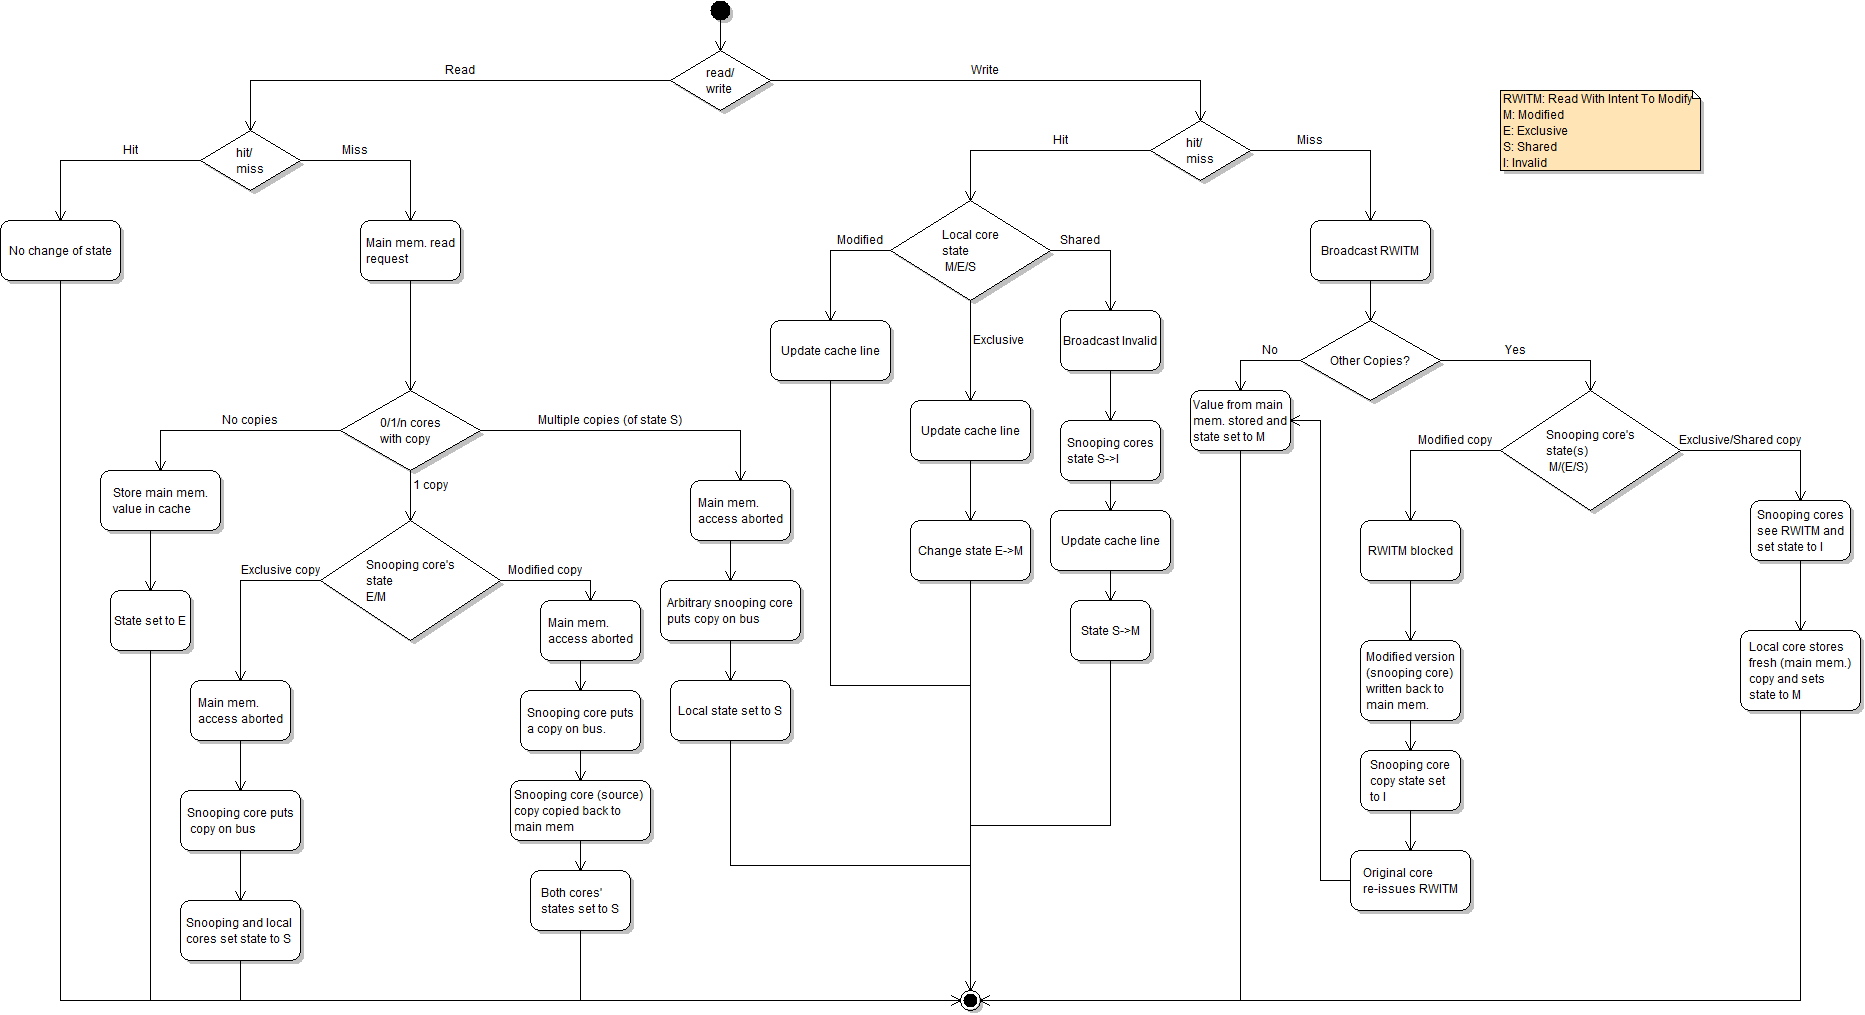 read/
write
Read
Write
RWITM: Read With Intent To Modify
M: Modified
E: Exclusive
S: Shared
I: Invalid
hit/
miss
Hit
Miss
hit/
miss
Hit
Miss
No change of state
Main mem. read
request
Local core
state
M/E/S
Modified
Shared
Exclusive
Broadcast RWITM
Update cache line
Broadcast Invalid
Other Copies?
No
Yes
0/1/n cores
with copy
No copies
Multiple copies (of state S)
1 copy
Update cache line
Snooping cores
state S->I
Value from main
mem. stored and
state set to M
Snooping core's
state(s)
M/(E/S)
Modified copy
Exclusive/Shared copy
Store main mem.
value in cache
Main mem.
access aborted
Change state E->M
Update cache line
RWITM blocked
Snooping cores
see RWITM and
set state to I
Snooping core's
state
E/M
Exclusive copy
Modified copy
State set to E
Main mem.
access aborted
Arbitrary snooping core
puts copy on bus
State S->M
Modified version
(snooping core)
written back to
main mem.
Local core stores
fresh (main mem.)
copy and sets
state to M
Main mem.
access aborted
Snooping core puts
a copy on bus.
Local state set to S
Snooping core
copy state set
to I
Snooping core puts
copy on bus
Snooping core (source)
copy copied back to
main mem
Original core
re-issues RWITM
Snooping and local
cores set state to S
Both cores'
states set to S